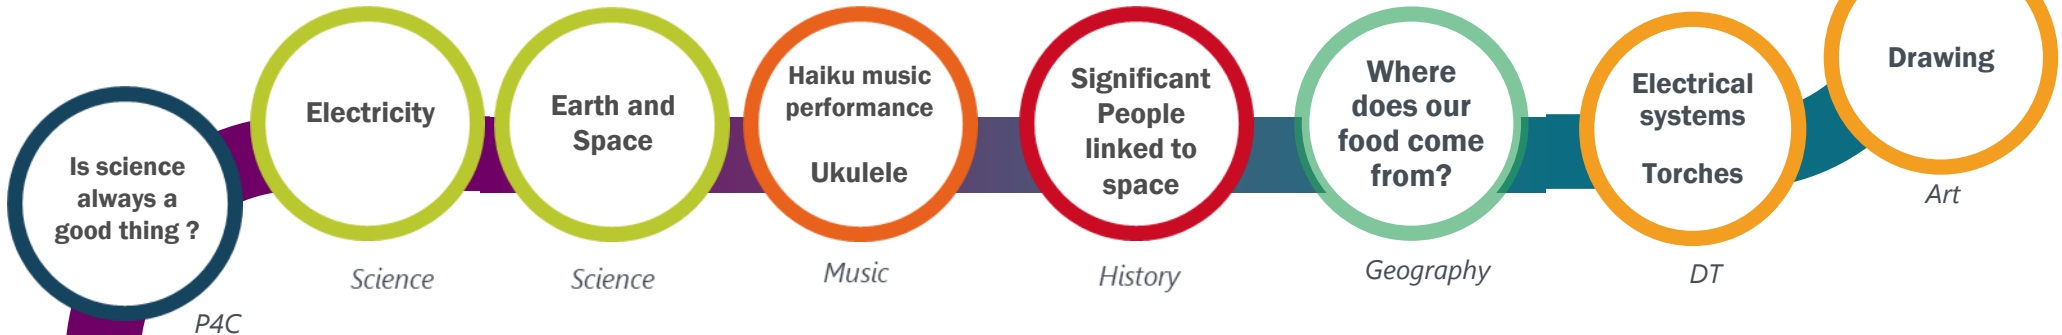 Is science
always a
good thing ?
P4C
Electricity
Science
Earth and
Space
Science
Haiku music
performance
Ukulele
Music
Significant
People
linked to
space
History
Where
does our
food come
from?
Geography
Electrical
systems
Torches
DT
Drawing
Art